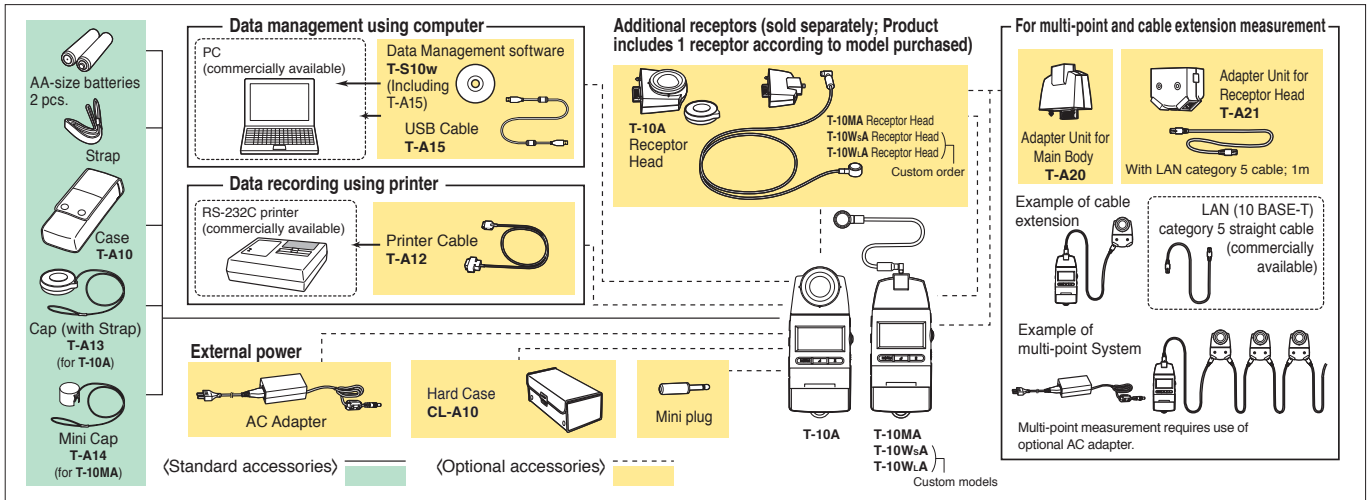 AA-size batteries
2 pcs.
Strap
Case
T-A10
Cap (with Strap)
T-A13
(for T-10A)
Mini Cap
T-A14
(for T-10MA)
Data management using computer
PC
(commercially available)
Data Management software
T-S10w
(Including
T-A15)
USB Cable
T-A15
Data recording using printer
RS-232C printer
(commercially available)
Printer Cable
T-A12
External power
AC Adapter
Hard Case
CL-A10
Mini plug
〈Standard accessories〉
〈Optional accessories〉
Additional receptors (sold separately; Product
includes 1 receptor according to model purchased)
T-10A
Receptor
Head
T-10MA Receptor Head
T-10WsA Receptor Head
T-10WLA Receptor Head
Custom order
T-10A
T-10MA
T-10WsA
T-10WLA
Custom models
For multi-point and cable extension measurement
Adapter Unit for
Main Body
T-A20
Adapter Unit for
Receptor Head
T-A21
With LAN category 5 cable; 1m
Example of cable
extension
LAN (10 BASE-T)
category 5 straight cable
(commercially
available)
Example of
multi-point System
Multi-point measurement requires use of
optional AC adapter.